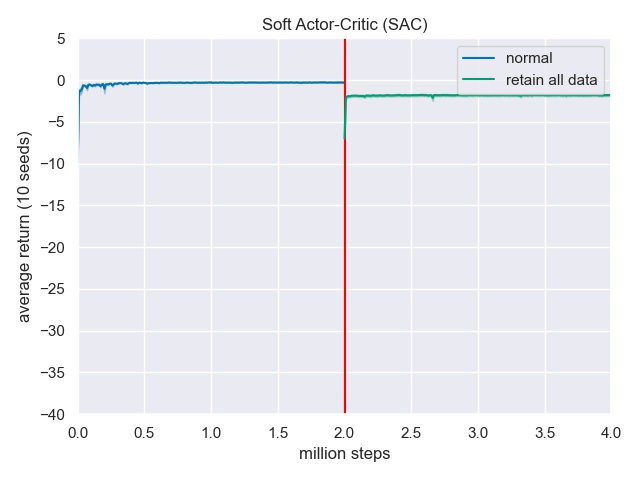 Soft Actor-Critic (SAC)
normal
retain all data
average return (10 seeds)
5
0
−5
−10
−15
−20
−25
−30
−35
−40
0.0 0.5 1.0 1.5 2.0 2.5 3.0 3.5 4.0
million steps